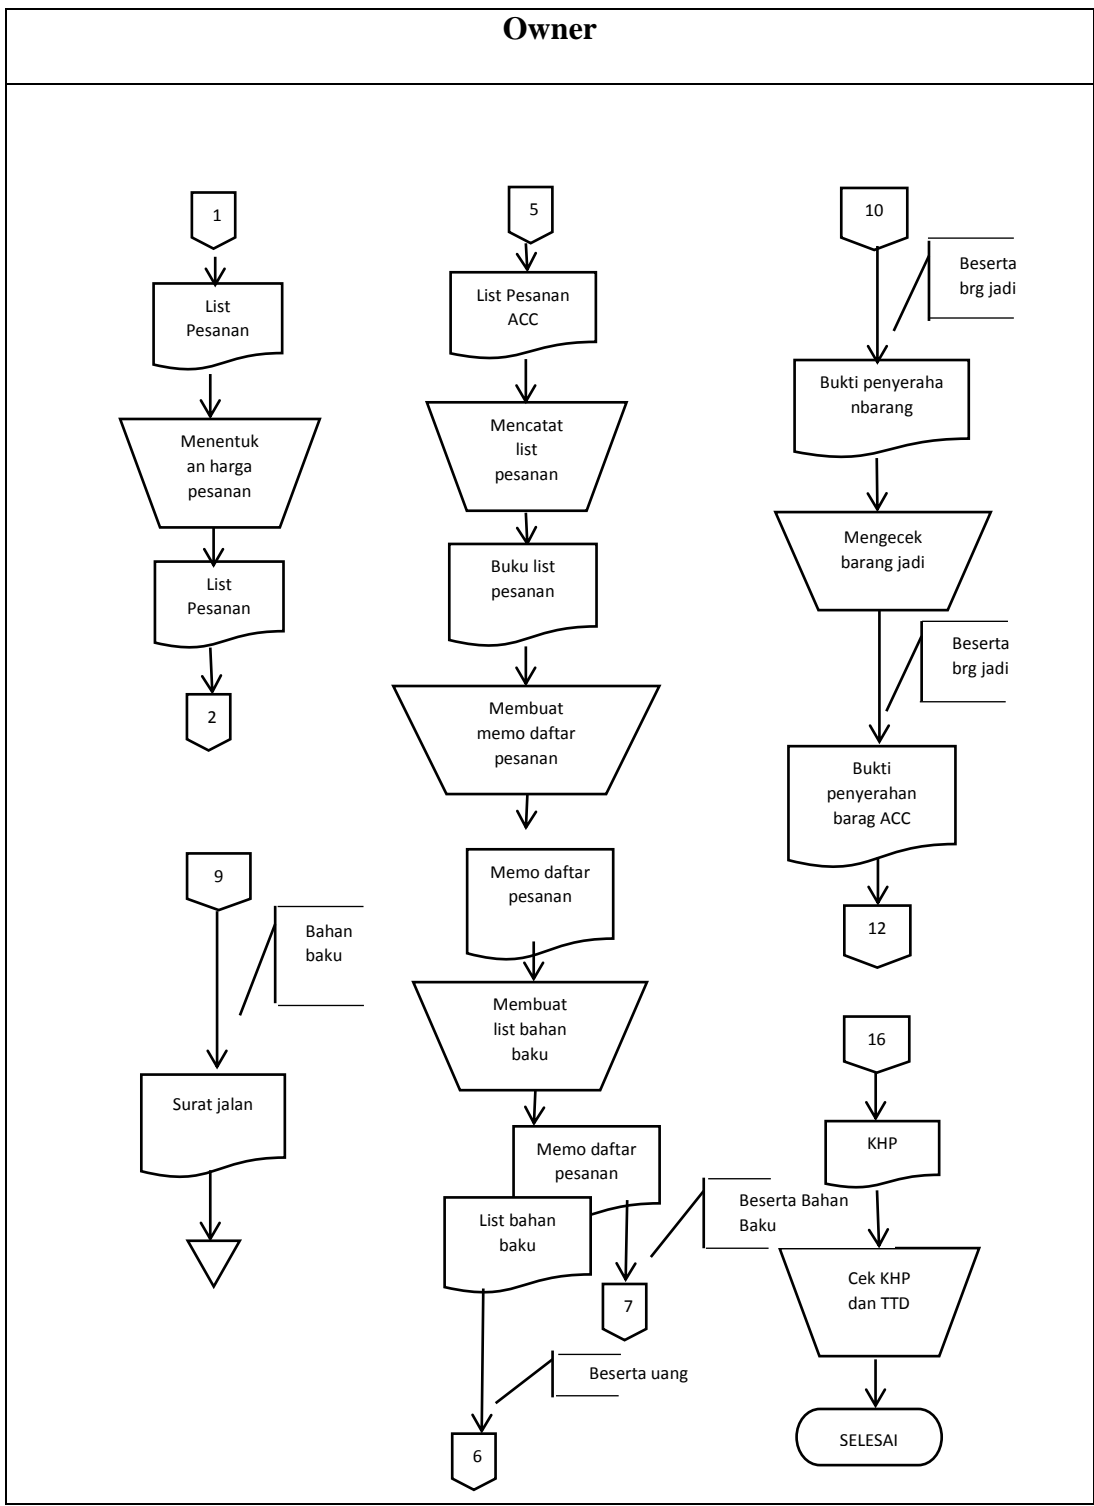 Owner
1
List
Pesanan
Menentuk
an harga
pesanan
List
Pesanan
2
9
Bahan
baku
Surat jalan
5
List Pesanan
ACC
Mencatat
list
pesanan
Buku list
pesanan
Membuat
memo daftar
pesanan
Memo daftar
pesanan
Membuat
list bahan
baku
Memo daftar
pesanan
List bahan
baku
Beserta Bahan
Baku
7
Beserta uang
6
10
Beserta
brg jadi
Bukti penyeraha
nbarang
Mengecek
barang jadi
Beserta
brg jadi
Bukti
penyerahan
barag ACC
12
16
KHP
Cek KHP
dan TTD
SELESAI